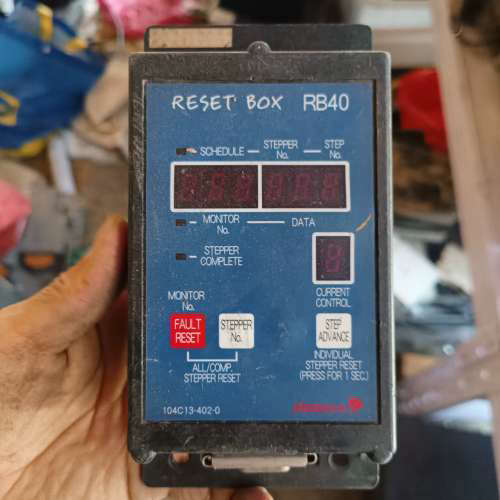 RESET BOX RB40
SCHEDULE
STEPPER No.
STEP No.
MONITOR No.
DATA
STEPPER COMPLETE
CURRENT CONTROL
MONITOR No.
FAULT RESET
STEPPER No.
STEP ADVANCE
ALL/COMP.
STEPPER RESET
INDIVIDUAL
STEPPER RESET
(PRESS FOR 1 SEC.)
104C13-402-0